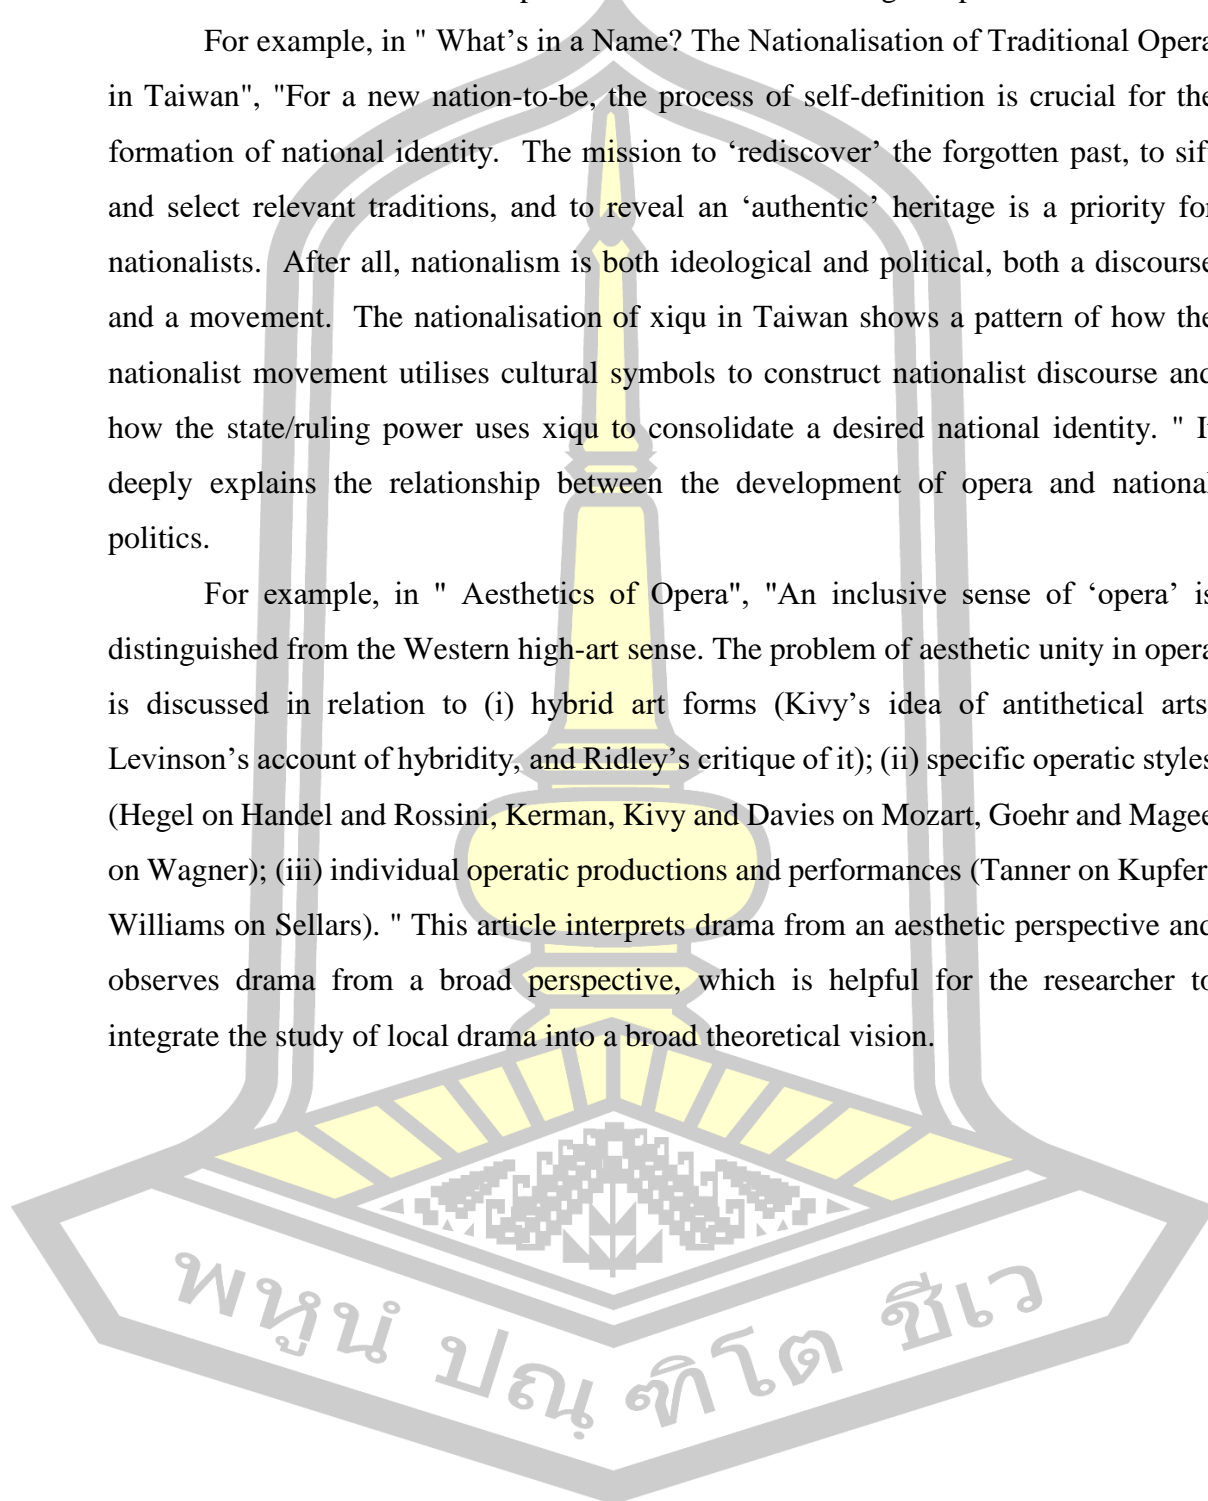 For example, in " What’s in a Name? The Nationalisation of Traditional Opera
in Taiwan", "For a new nation-to-be, the process of self-definition is crucial for the
formation of national identity. The mission to ‘rediscover’ the forgotten past, to sift
and select relevant traditions, and to reveal an ‘authentic’ heritage is a priority for
nationalists. After all, nationalism is both ideological and political, both a discourse
and a movement. The nationalisation of xiqu in Taiwan shows a pattern of how the
nationalist movement utilises cultural symbols to construct nationalist discourse and
how the state/ruling power uses xiqu to consolidate a desired national identity. " It
deeply explains the relationship between the development of opera and national
politics.
For example, in " Aesthetics of Opera", "An inclusive sense of ‘opera’ is
distinguished from the Western high-art sense. The problem of aesthetic unity in opera
is discussed in relation to (i) hybrid art forms (Kivy’s idea of antithetical arts
Levinson’s account of hybridity, and Ridley’s critique of it); (ii) specific operatic styles
(Hegel on Handel and Rossini, Kerman, Kivy and Davies on Mozart, Goehr and Magee
on Wagner); (iii) individual operatic productions and performances (Tanner on Kupfer
Williams on Sellars). " This article interprets drama from an aesthetic perspective and
observes drama from a broad perspective, which is helpful for the researcher to
integrate the study of local drama into a broad theoretical vision.
พหูนํ ปณฺฑิโต ชีเว